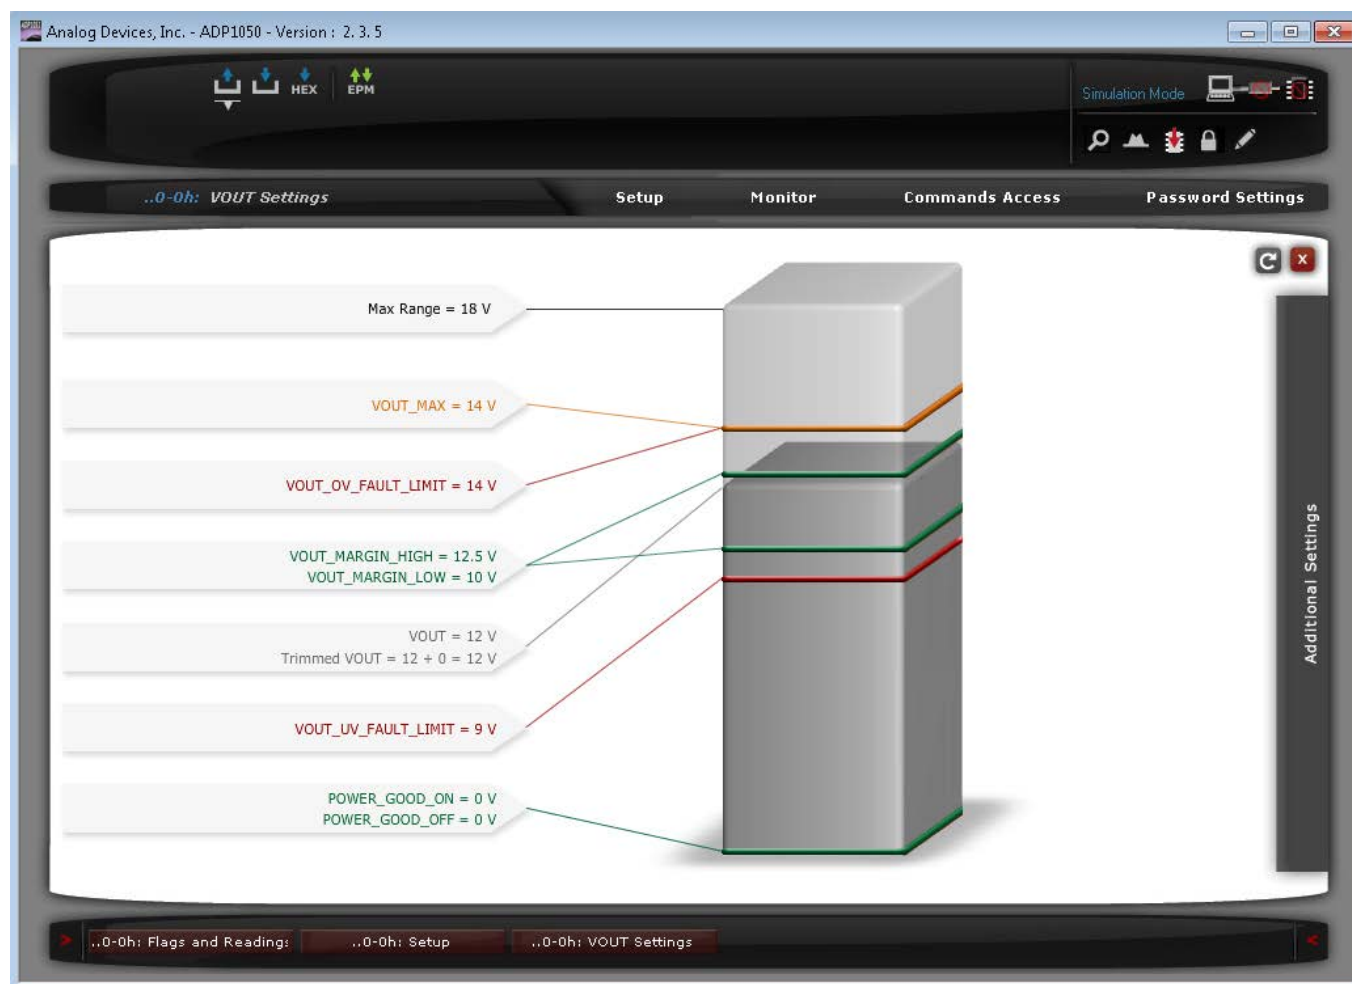 Analog Devices, Inc. - ADP1050 - Version : 2. 3. 5
HEX
EPM
Simulation Mode
..0-0h: VOUT Settings
Setup
Monitor
Commands Access
Password Settings
Max Range = 18 V
VOUT_MAX = 14 V
VOUT_OV_FAULT_LIMIT = 14 V
VOUT_MARGIN_HIGH = 12.5 V
VOUT_MARGIN_LOW = 10 V
VOUT = 12 V
Trimmed VOUT = 12 + 0 = 12 V
VOUT_UV_FAULT_LIMIT = 9 V
POWER_GOOD_ON = 0 V
POWER_GOOD_OFF = 0 V
Additional Settings
..0-0h: Flags and Reading:
..0-0h: Setup
..0-0h: VOUT Settings